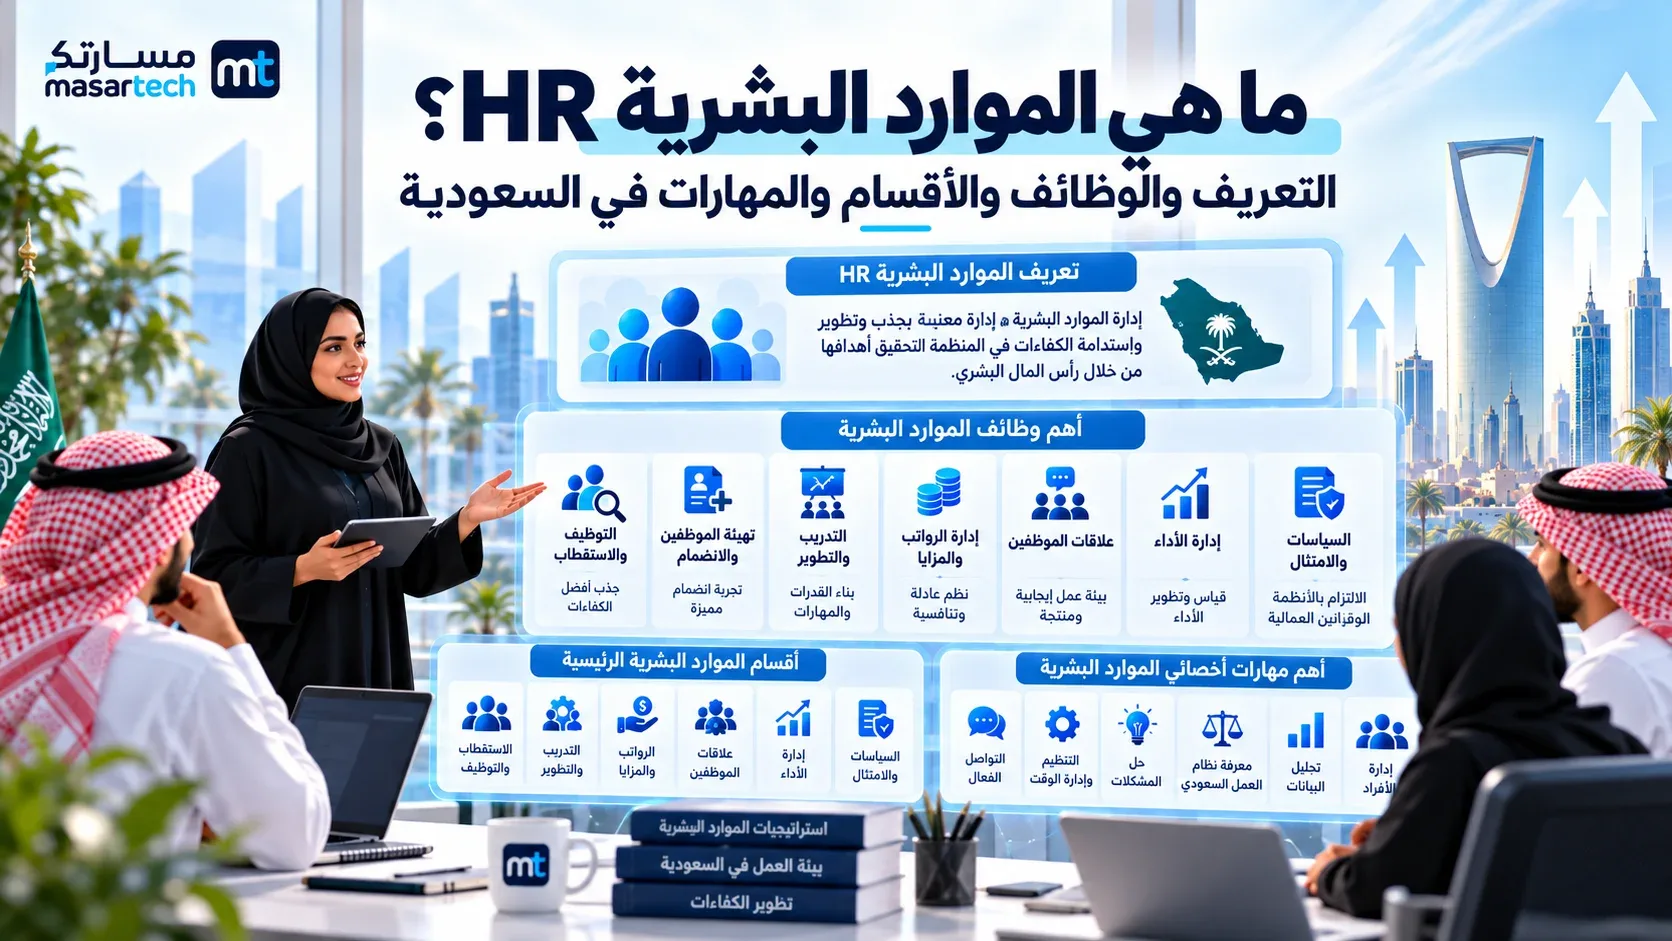 مسارتك
masartech
mt
ما هي الموارد البشرية HR؟
التعريف والوظائف والأقسام والمهارات في السعودية
تعريف الموارد البشرية HR
إدارة الموارد البشرية إدارة معنيية بجذب وتطوير
وإستدامة الكفاءات في المنظمة التحقيق أهدافها
من خلال رأس المال البشري.
أهم وظائف الموارد البشرية
السياسات
والامتثال
الالتزام بالأنظمة
العمالية
إدارة الأداء
قياس وتطوير
الأداء
علاقات الموظفين
بيئة عمل إيجابية
ومنتجة
إدارة الرواتب
والمزايا
نظم عادلة
وتنافسية
التدريب
والتطوير
بناء القدرات
والمهارات
تهيئة الموظفين
والانضمام
تجربة انضمام
مميزة
التوظيف
والاستقطاب
جذب أفضل
الكفاءات
أهم مهارات أخصائي الموارد البشرية
إدارة
الأفراد
تجليل
البيانات
معرفة نظام
العمل السعودي
حل
المشكلات
التنظيم
وإدارة الوقت
التواصل
الفعال
أقسام الموارد البشرية الرئيسية
السياسات
والامتثال
إدارة
الأداء
علاقات
الموظفين
الرواتب
والمزايا
التدريب
والتطوير
الاستقطاب
والتوظيف
استراتيجيات الموارد البشرية
بيئة العمل في السعودية
تطوير الكفاءات
mt